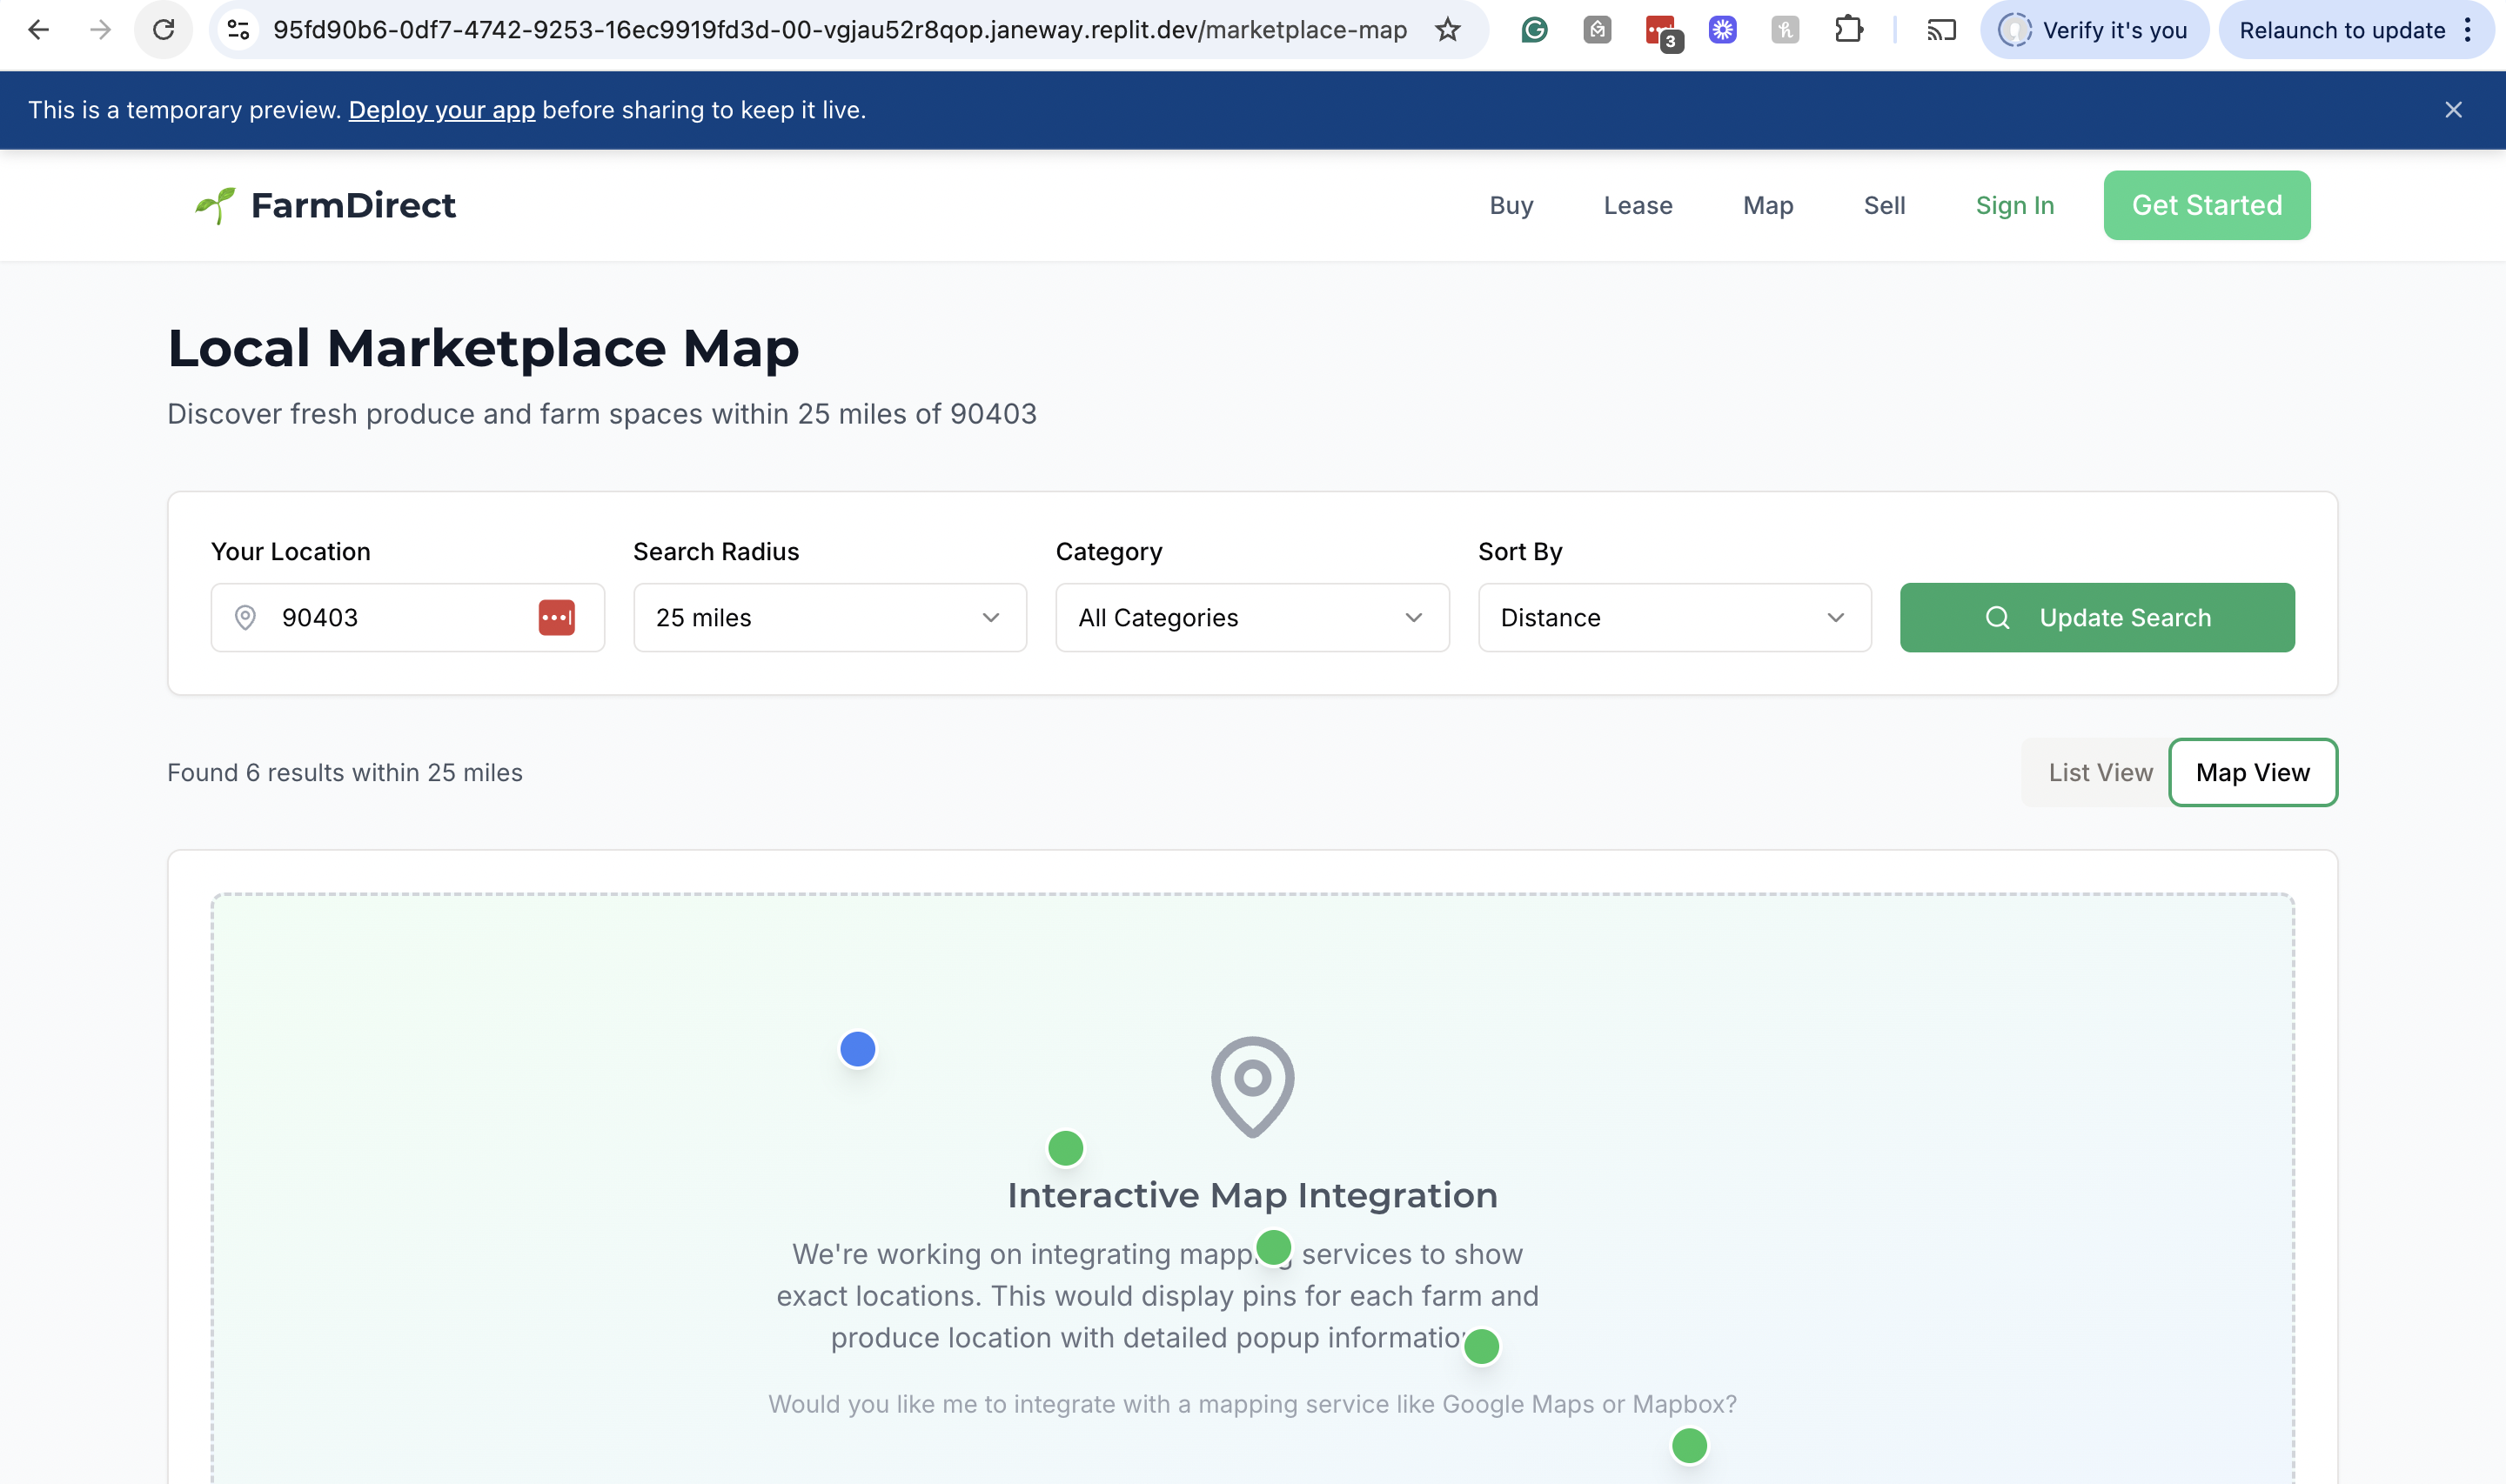 95fd90b6-0df7-4742-9253-16ec9919fd3d-00-vgjau52r8qop.janeway.replit.dev/marketplace-map
3
Verify it's you
Relaunch to update
This is a temporary preview. Deploy your app before sharing to keep it live.
FarmDirect
Buy
Lease
Map
Sell
Sign In
Get Started
Local Marketplace Map
Discover fresh produce and farm spaces within 25 miles of 90403
Your Location
Search Radius
Category
Sort By
90403
25 miles
All Categories
Distance
Update Search
Found 6 results within 25 miles
List View
Map View
Interactive Map Integration
We're working on integrating services to show
exact locations. This would display pins for each farm and
produce location with detailed popup
Would you like me to integrate with a mapping service like Google Maps or Mapbox?